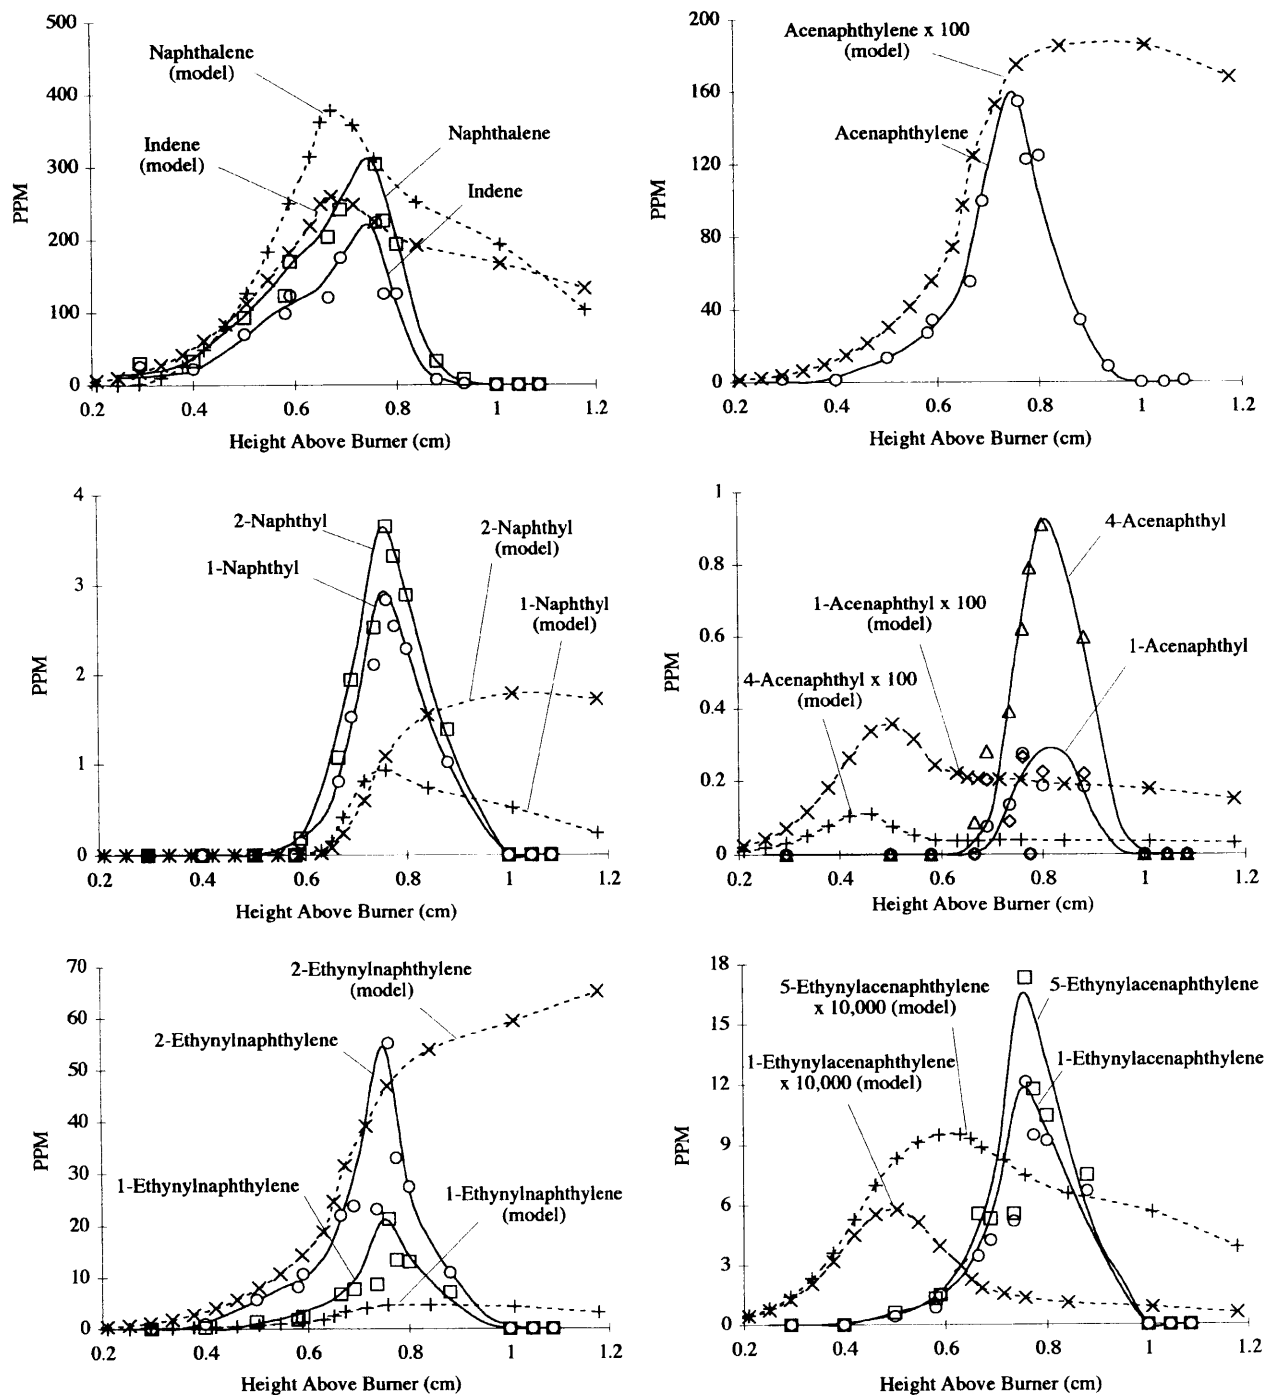 500
400
300
200
100
0
PPM
Naphthalene
(model)
Indene
(model)
Naphthalene
Indene
0.2 0.4 0.6 0.8 1 1.2
Height Above Burner (cm)
200
160
120
80
40
0
PPM
Acenaphthylene x 100
(model)
Acenaphthylene
0.2 0.4 0.6 0.8 1 1.2
Height Above Burner (cm)
4
3
2
1
0
PPM
2-Naphthyl
1-Naphthyl
2-Naphthyl
(model)
1-Naphthyl
(model)
0.2 0.4 0.6 0.8 1 1.2
Height Above Burner (cm)
1
0.8
0.6
0.4
0.2
0
PPM
4-Acenaphthyl
1-Acenaphthyl x 100
(model)
1-Acenaphthyl
4-Acenaphthyl x 100
(model)
0.2 0.4 0.6 0.8 1 1.2
Height Above Burner (cm)
70
60
50
40
30
20
10
0
PPM
2-Ethynylnaphthylene
(model)
2-Ethynylnaphthylene
1-Ethynylnaphthylene
1-Ethynylnaphthylene
(model)
0.2 0.4 0.6 0.8 1 1.2
Height Above Burner (cm)
18
15
12
9
6
3
0
PPM
5-Ethynylacenaphthylene
x 10,000 (model)
5-Ethynylacenaphthylene
1-Ethynylacenaphthylene
x 10,000 (model)
1-Ethynylacenaphthylene
0.2 0.4 0.6 0.8 1 1.2
Height Above Burner (cm)